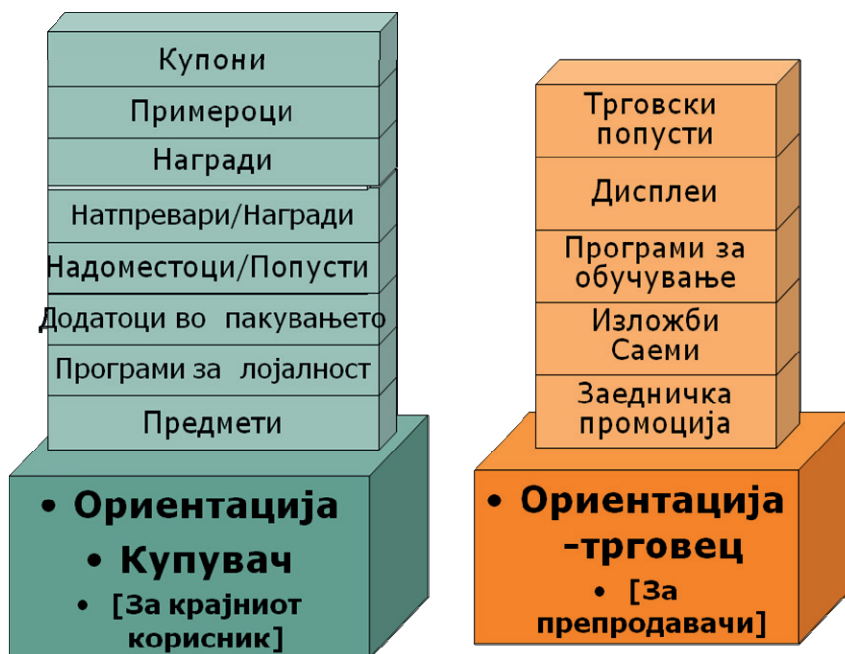 Купони
Примероци
Награди
Натпревари/Награди
Надоместоци/Попусти
Додатоци во пакувањето
Програми за лојалност
Предмети
• Ориентација
• Купувач
• [За крајниот
корисник]
Трговски
попусти
Дисплеи
Програми за
обучување
Изложби
Саеми
Заедничка
промоција
• Ориентација
-трговец
• [За
препродавачи]